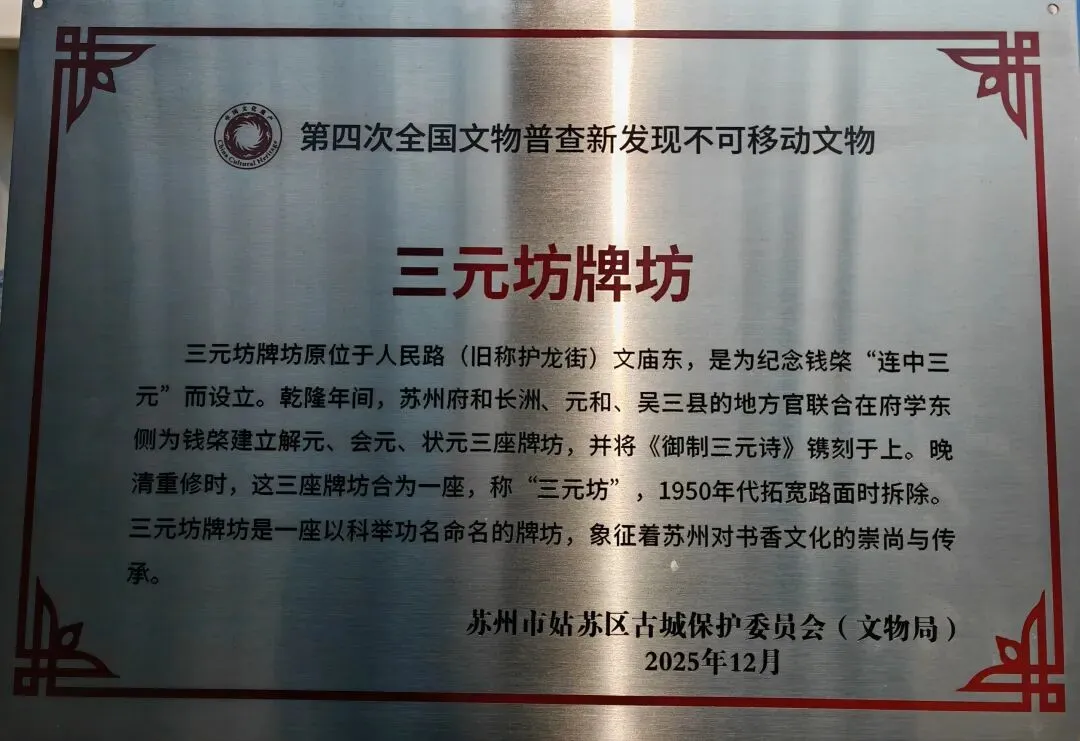 中国文化遗产
China Cultural Heritage
第四次全国文物普查新发现不可移动文物
三元坊牌坊
三元坊牌坊原位于人民路（旧称护龙街）文庙东，是为纪念钱棨“连中三
元”而设立。乾隆年间，苏州府和长洲、元和、吴三县的地方官联合在府学东
侧为钱棨建立解元、会元、状元三座牌坊，并将《御制三元诗》镌刻于上。晚
清重修时，这三座牌坊合为一座，称“三元坊”，1950年代拓宽路面时拆除。
三元坊牌坊是一座以科举功名命名的牌坊，象征着苏州对书香文化的崇尚与传
承。
苏州市姑苏区古城保护委员会（文物局）
2025年12月